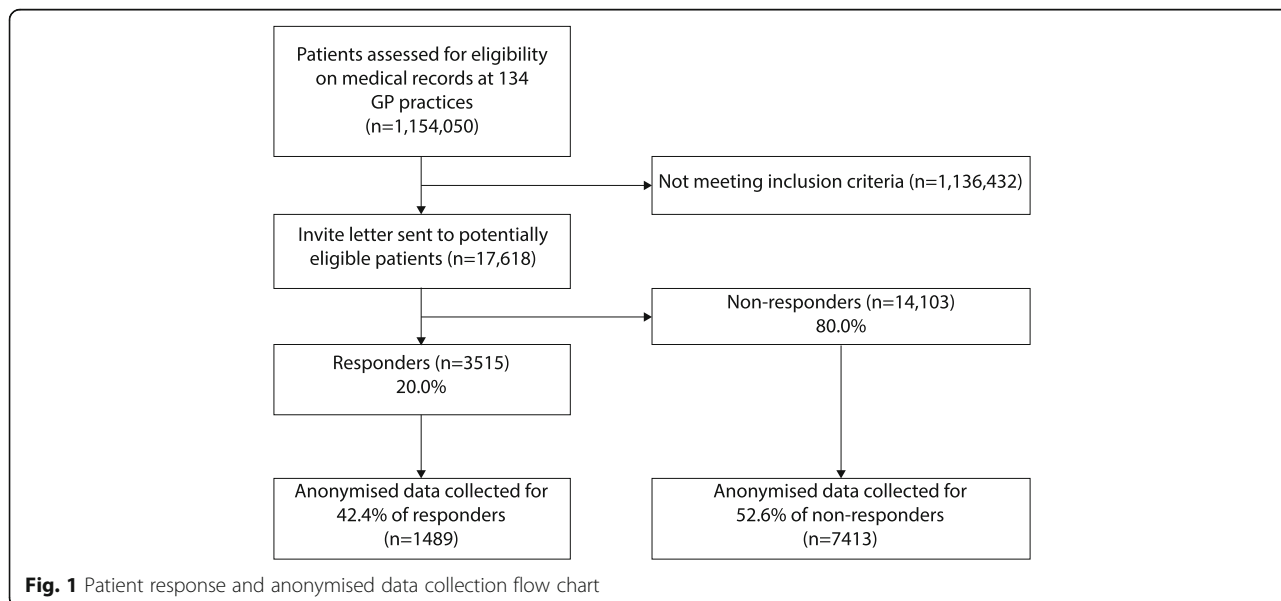 Patients assessed for eligibility
on medical records at 134
GP practices
(n=1,154,050)
Not meeting inclusion criteria (n=1,136,432)
Invite letter sent to potentially
eligible patients (n=17,618)
Non-responders (n=14,103)
80.0%
Responders (n=3515)
20.0%
Anonymised data collected for
42.4% of responders
(n=1489)
Anonymised data collected for
52.6% of non-responders
(n=7413)
Fig. 1 Patient response and anonymised data collection flow chart